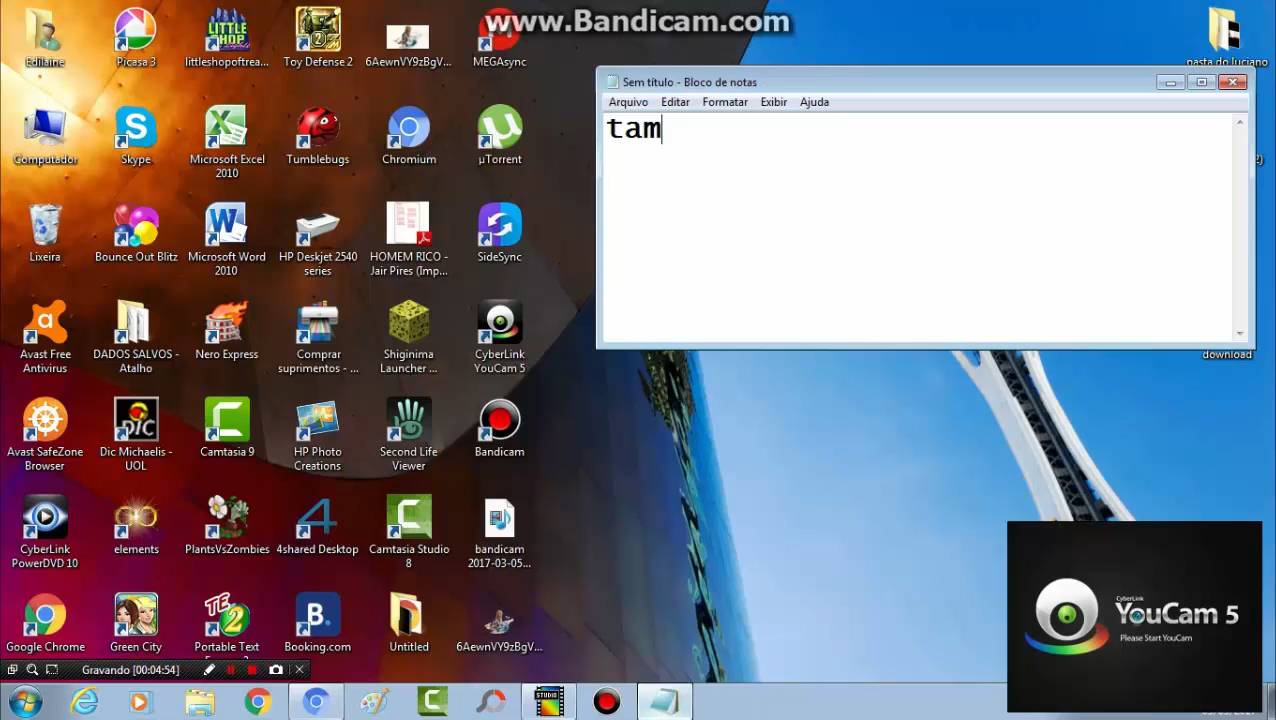 www.Bandicam.com
Edilaine
Picasa 3
littleshopoftrea...
Toy Defense 2
6AewnVY9zBgV...
MEGAsync
pasta do luciano
Computador
Skype
Microsoft Excel
2010
Tumblebugs
Chromium
µTorrent
Lixeira
Bounce Out Blitz
Microsoft Word
2010
HP Deskjet 2540
series
HOMEM RICO -
Jair Pires (Imp...
SideSync
Avast Free
Antivirus
DADOS SALVOS -
Atalho
Nero Express
Comprar
suprimentos - ...
Shiginima
Launcher ...
CyberLink
YouCam 5
Avast SafeZone
Browser
Dic Michaelis -
UOL
Camtasia 9
HP Photo
Creations
Second Life
Viewer
Bandicam
CyberLink
PowerDVD 10
elements
PlantsVsZombies
4shared Desktop
Camtasia Studio
8
bandicam
2017-03-05...
Google Chrome
Green City
Portable Text
Booking.com
Untitled
6AewnVY9zBgV...
Sem título - Bloco de notas
Arquivo Editar Formatar Exibir Ajuda
tam
download
CyberLink
YouCam 5
Please Start YouCam
Gravando [00:04:54]
STUDIO